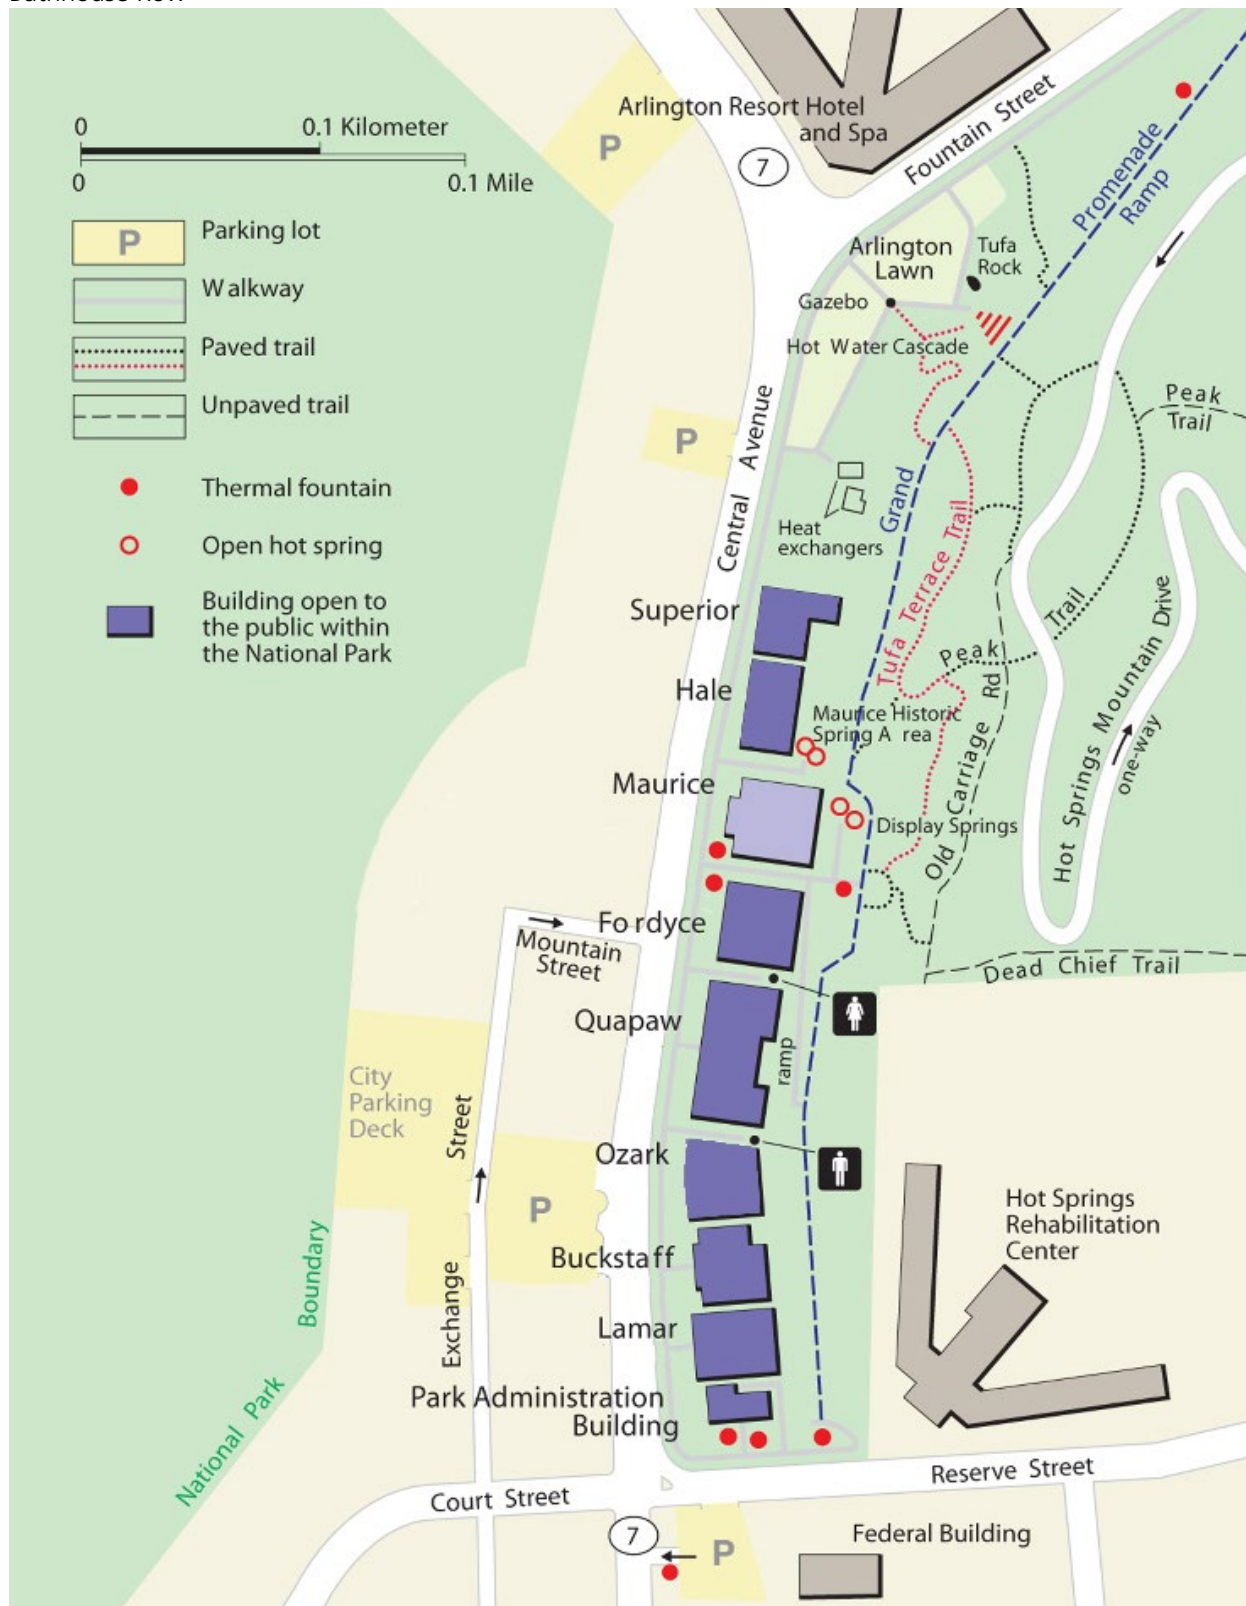 Bathhouse Row
Arlington Resort Hotel
and Spa
0 0.1 Kilometer
0 0.1 Mile
P
7
Fountain Street
Promenade
Ramp
P Parking lot
Walkway
Paved trail
Unpaved trail
Thermal fountain
Open hot spring
Building open to
the public within
the National Park
Arlington
Lawn
Tufa
Rock
Gazebo
Hot Water Cascade
Peak
Trail
P
Central Avenue
Grand
Heat
exchangers
Tufa Terrace Trail
Superior
Peak Trail
Hale
Maurice Historic
Spring A rea
Maurice
Display Springs
Old Carriage Rd
Hot Springs Mountain Drive
one-way
Fo rdyce
Mountain
Street
Dead Chief Trail
Quapaw
ramp
City
Parking
Deck
Exchange Street
Ozark
P
Hot Springs
Rehabilitation
Center
Buckstaff
Lamar
National Park Boundary
Park Administration
Building
Reserve Street
Court Street
7
P
Federal Building